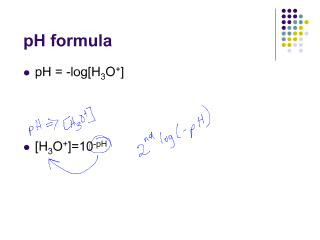 pH formula
pH = -log[H₃O⁺]
pH ⇒ [H₃O⁺]
[H₃O⁺]=10⁻ᵖᴴ
2ⁿᵈ log(-pH)